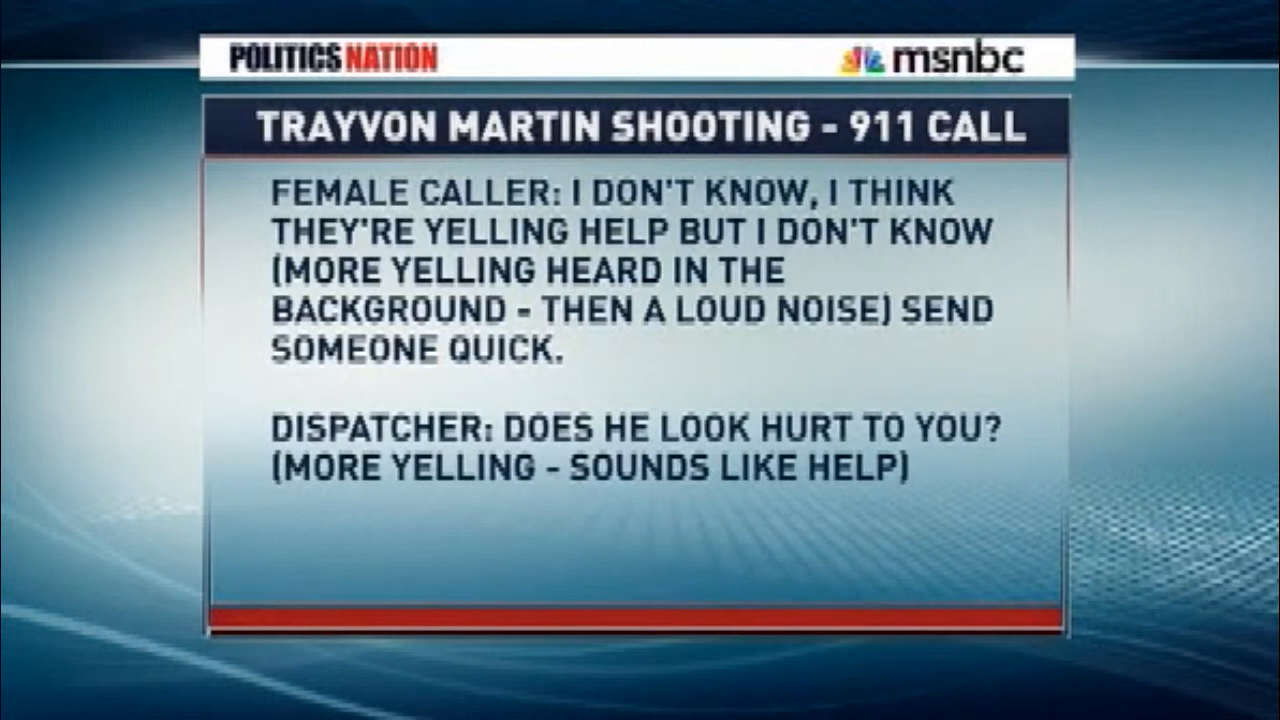 POLITICS NATION msnbc
TRAYVON MARTIN SHOOTING - 911 CALL
FEMALE CALLER: I DON'T KNOW, I THINK
THEY'RE YELLING HELP BUT I DON'T KNOW
(MORE YELLING HEARD IN THE
BACKGROUND - THEN A LOUD NOISE) SEND
SOMEONE QUICK.
DISPATCHER: DOES HE LOOK HURT TO YOU?
(MORE YELLING - SOUNDS LIKE HELP)